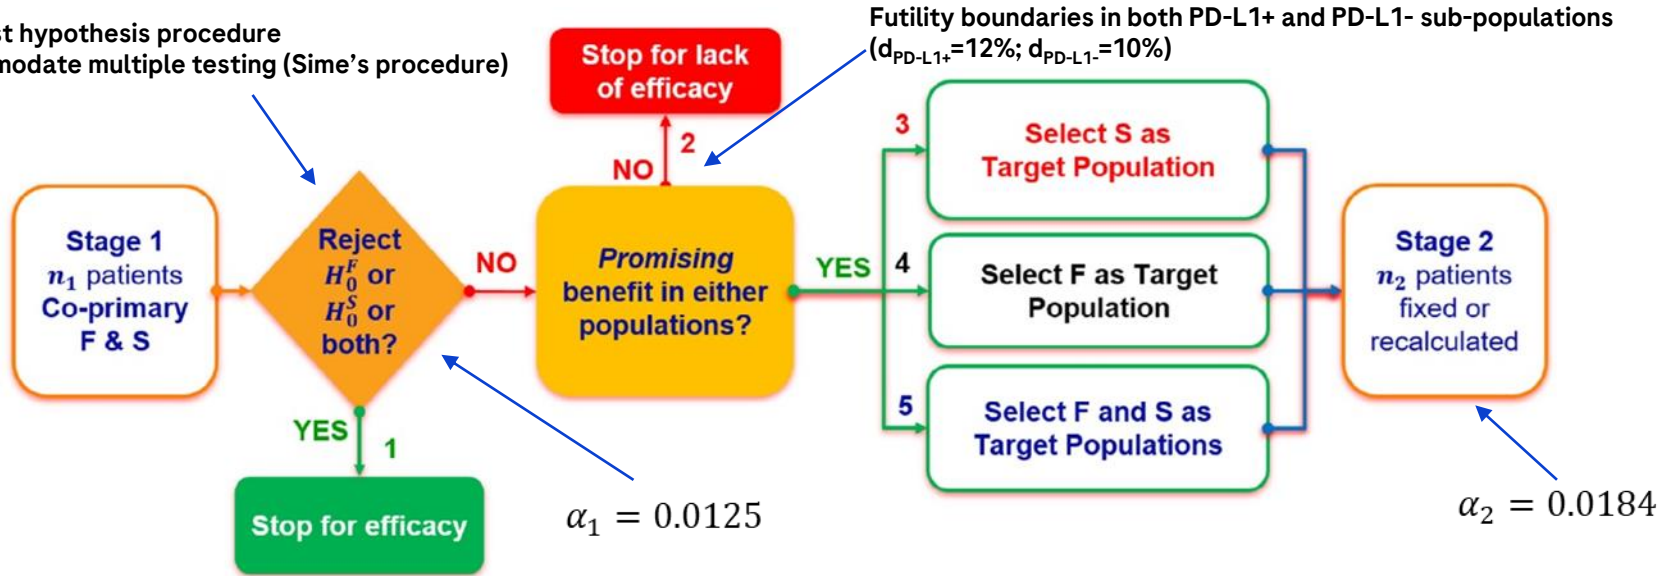 st hypothesis procedure
modate multiple testing (Sime's procedure)
Futility boundaries in both PD-L1+ and PD-L1- sub-populations
(dPD-L1+=12%; dPD-L1-=10%)
Stop for lack
of efficacy
2
NO
Stage 1
n₁ patients
Co-primary
F & S
Reject
H₀^F or
H₀^S or
both?
NO
Promising
benefit in either
populations?
YES
3
Select S as
Target Population
4
Select F as Target
Population
5
Select F and S as
Target Populations
Stage 2
n₂ patients
fixed or
recalculated
YES
1
Stop for efficacy
α₁ = 0.0125
α₂ = 0.0184